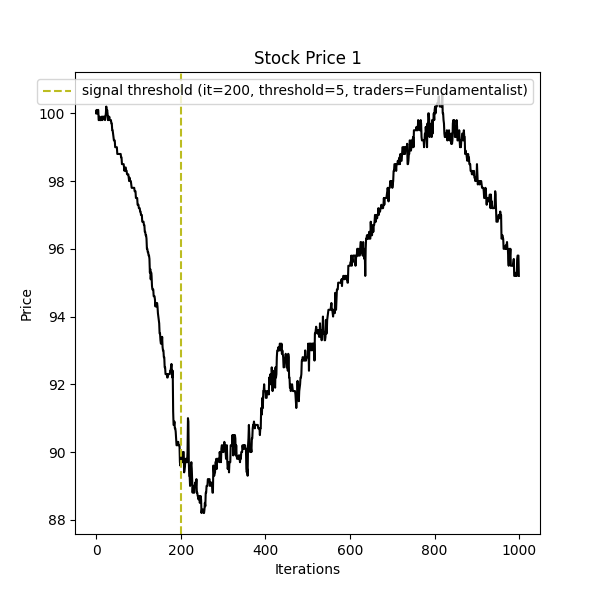 Stock Price 1
signal threshold (it=200, threshold=5, traders=Fundamentalist)
100
98
96
94
92
90
88
Price
0 200 400 600 800 1000
Iterations